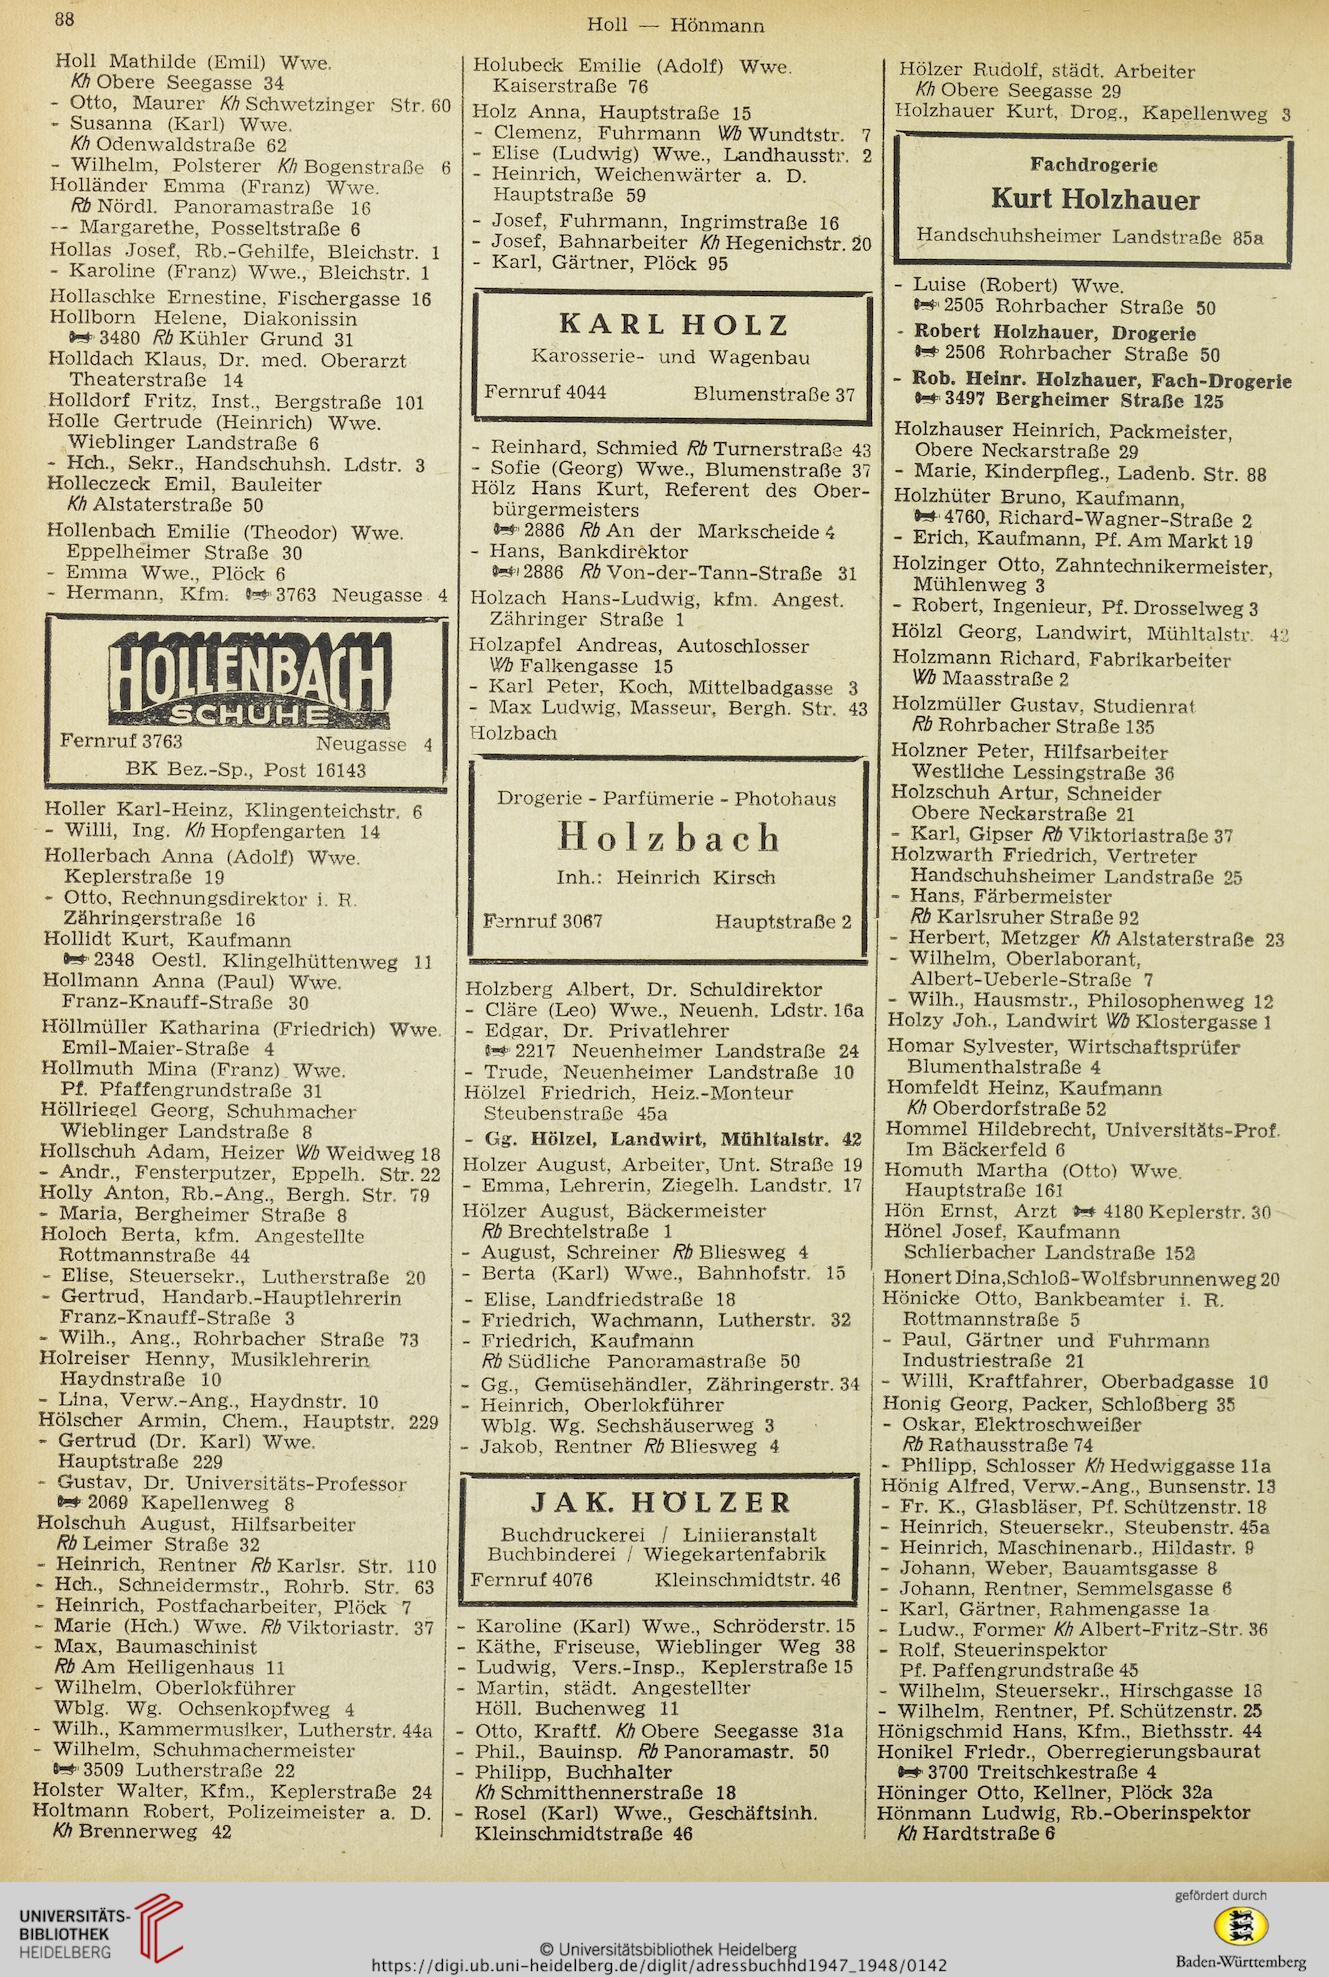 88
Holl — Hönmann
Holl Mathilde (Emil) Wwe.
Kh Obere Seegasse 34
- Otto, Maurer Kh Schwetzinger Str. 60
- Susanna (Karl) Wwe.
Kh Odenwaldstraße 62
- Wilhelm, Polsterer Kh Bogenstraße 6
Holländer Emma (Franz) Wwe.
Rb Nördl. Panoramastraße 16
-- Margarethe, Posseltstraße 6
Hollas Josef, Rb.-Gehilfe, Bleichstr. 1
- Karoline (Franz) Wwe., Bleichstr. 1
Hollaschke Ernestine, Fischergasse 16
Hollborn Helene, Diakonissin
3480 Rb Kühler Grund 31
Holldach Klaus, Dr. med. Oberarzt
Theaterstraße 14
Holldorf Fritz, Inst., Bergstraße 101
Holle Gertrude (Heinrich) Wwe.
Wieblinger Landstraße 6
- Hch., Sekr., Handschuhsh. Ldstr. 3
Holleczeck Emil, Bauleiter
Kh Alstaterstraße 50
Hollenbach Emilie (Theodor) Wwe.
Eppelheimer Straße 30
- Emma Wwe., Plöck 6
- Hermann, Kfm. 3763 Neugasse 4
HOLLENBACH
SCHUHE
Fernruf 3763 Neugasse 4
BK Bez.-Sp., Post 16143
Holler Karl-Heinz, Klingenteichstr. 6
- Willi, Ing. Kh Hopfengarten 14
Hollerbach Anna (Adolf) Wwe.
Keplerstraße 19
- Otto, Rechnungsdirektor i. R.
Zähringerstraße 16
Hollidt Kurt, Kaufmann
2348 Oestl. Klingelhüttenweg 11
Hollmann Anna (Paul) Wwe.
Franz-Knauff-Straße 30
Höllmüller Katharina (Friedrich) Wwe.
Emil-Maier-Straße 4
Hollmuth Mina (Franz) Wwe.
Pf. Pfaffengrundstraße 31
Höllriegel Georg, Schuhmacher
Wieblinger Landstraße 8
Hollschuh Adam, Heizer Wb Weidweg 18
- Andr., Fensterputzer, Eppelh. Str. 22
Holly Anton, Rb.-Ang., Bergh. Str. 79
- Maria, Bergheimer Straße 8
Holoch Berta, kfm. Angestellte
Rottmannstraße 44
- Elise, Steuersekr., Lutherstraße 20
- Gertrud, Handarb.-Hauptlehrerin
Franz-Knauff-Straße 3
- Wilh., Ang., Rohrbacher Straße 73
Holreiser Henny, Musiklehrerin
Haydnstraße 10
- Lina, Verw.-Ang., Haydnstr. 10
Hölscher Armin, Chem., Hauptstr. 229
- Gertrud (Dr. Karl) Wwe.
Hauptstraße 229
- Gustav, Dr. Universitäts-Professor
2069 Kapellenweg 8
Holschuh August, Hilfsarbeiter
Rb Leimer Straße 32
- Heinrich, Rentner Rb Karlsr. Str. 110
- Hch., Schneidermstr., Rohrb. Str. 63
- Heinrich, Postfacharbeiter, Plöck 7
- Marie (Hch.) Wwe. Rb Viktoriastr. 37
- Max, Baumaschinist
Rb Am Heiligenhaus 11
- Wilhelm, Oberlokführer
Wblg. Wg. Ochsenkopfweg 4
- Wilh., Kammermusiker, Lutherstr. 44a
- Wilhelm, Schuhmachermeister
3509 Lutherstraße 22
Holster Walter, Kfm., Keplerstraße 24
Holtmann Robert, Polizeimeister a. D.
Kh Brennerweg 42
Holubeck Emilie (Adolf) Wwe.
Kaiserstraße 76
Holz Anna, Hauptstraße 15
- Clemenz, Fuhrmann Wb Wundtstr. 7
- Elise (Ludwig) Wwe., Landhausstr. 2
- Heinrich, Weichenwärter a. D.
Hauptstraße 59
- Josef, Fuhrmann, Ingrimstraße 16
- Josef, Bahnarbeiter Kh Hegenichstr. 20
- Karl, Gärtner, Plöck 95
KARL HOLZ
Karosserie- und Wagenbau
Fernruf 4044 Blumenstraße 37
- Reinhard, Schmied Rb Turnerstraße 43
- Sofie (Georg) Wwe., Blumenstraße 37
Hölz Hans Kurt, Referent des Ober-
bürgermeisters
2886 Rb An der Markscheide 4
- Hans, Bankdirektor
2886 Rb Von-der-Tann-Straße 31
Holzach Hans-Ludwig, kfm. Angest.
Zähringer Straße 1
Holzapfel Andreas, Autoschlosser
Wb Falkengasse 15
- Karl Peter, Koch, Mittelbadgasse 3
- Max Ludwig, Masseur, Bergh. Str. 43
Holzbach
Drogerie - Parfümerie - Photohaus
Holzbach
Inh.: Heinrich Kirsch
Fernruf 3067 Hauptstraße 2
Holzberg Albert, Dr. Schuldirektor
- Cläre (Leo) Wwe., Neuenh. Ldstr. 16a
- Edgar, Dr. Privatlehrer
2217 Neuenheimer Landstraße 24
- Trude, Neuenheimer Landstraße 10
Hölzel Friedrich, Heiz.-Monteur
Steubenstraße 45a
- Gg. Hölzel, Landwirt, Mühltalstr. 42
Holzer August, Arbeiter, Unt. Straße 19
- Emma, Lehrerin, Ziegelh. Landstr. 17
Hölzer August, Bäckermeister
Rb Brechtelstraße 1
- August, Schreiner Rb Bliesweg 4
- Berta (Karl) Wwe., Bahnhofstr. 15
- Elise, Landfriedstraße 18
- Friedrich, Wachmann, Lutherstr. 32
- Friedrich, Kaufmann
Rb Südliche Panoramastraße 50
- Gg., Gemüsehändler, Zähringerstr. 34
- Heinrich, Oberlokführer
Wblg. Wg. Sechshäuserweg 3
- Jakob, Rentner Rb Bliesweg 4
JAK. HÖLZER
Buchdruckerei / Liniieranstalt
Buchbinderei / Wiegekartenfabrik
Fernruf 4076 Kleinschmidtstr. 46
- Karoline (Karl) Wwe., Schröderstr. 15
- Käthe, Friseuse, Wieblinger Weg 38
- Ludwig, Vers.-Insp., Keplerstraße 15
- Martin, städt. Angestellter
Höll. Buchenweg 11
- Otto, Kraftf. Kh Obere Seegasse 31a
- Phil., Bauinsp. Rb Panoramastr. 50
- Philipp, Buchhalter
Kh Schmitthennerstraße 18
- Rosel (Karl) Wwe., Geschäftsinh.
Kleinschmidtstraße 46
Hölzer Rudolf, städt. Arbeiter
Kh Obere Seegasse 29
Holzhauer Kurt, Drog., Kapellenweg 3
Fachdrogerie
Kurt Holzhauer
Handschuhsheimer Landstraße 85a
- Luise (Robert) Wwe.
2505 Rohrbacher Straße 50
- Robert Holzhauer, Drogerie
2506 Rohrbacher Straße 50
- Rob. Heinr. Holzhauer, Fach-Drogerie
3497 Bergheimer Straße 125
Holzhauser Heinrich, Packmeister,
Obere Neckarstraße 29
- Marie, Kinderpfleg., Ladenb. Str. 88
Holzhüter Bruno, Kaufmann,
4760, Richard-Wagner-Straße 2
- Erich, Kaufmann, Pf. Am Markt 19
Holzinger Otto, Zahntechnikermeister,
Mühlenweg 3
- Robert, Ingenieur, Pf. Drosselweg 3
Hölzl Georg, Landwirt, Mühltalstr. 42
Holzmann Richard, Fabrikarbeiter
Wb Maasstraße 2
Holzmüller Gustav, Studienrat
Rb Rohrbacher Straße 135
Holzner Peter, Hilfsarbeiter
Westliche Lessingstraße 36
Holzschuh Artur, Schneider
Obere Neckarstraße 21
- Karl, Gipser Rb Viktoriastraße 37
Holzwarth Friedrich, Vertreter
Handschuhsheimer Landstraße 25
- Hans, Färbermeister
Rb Karlsruher Straße 92
- Herbert, Metzger Kh Alstaterstraße 23
- Wilhelm, Oberlaborant,
Albert-Ueberle-Straße 7
- Wilh., Hausmstr., Philosophenweg 12
Holzy Joh., Landwirt Wb Klostergasse 1
Homar Sylvester, Wirtschaftsprüfer
Blumenthalstraße 4
Homfeldt Heinz, Kaufmann
Kh Oberdorfstraße 52
Hommel Hildebrecht, Universitäts-Prof.
Im Bäckerfeld 6
Homuth Martha (Otto) Wwe.
Hauptstraße 161
Hön Ernst, Arzt 4180 Keplerstr. 30
Hönel Josef, Kaufmann
Schlierbacher Landstraße 152
Honert Dina, Schloß-Wolfsbrunnenweg 20
Hönicke Otto, Bankbeamter i. R.
Rottmannstraße 5
- Paul, Gärtner und Fuhrmann
Industriestraße 21
- Willi, Kraftfahrer, Oberbadgasse 10
Honig Georg, Packer, Schloßberg 35
- Oskar, Elektroschweißer
Rb Rathausstraße 74
- Philipp, Schlosser Kh Hedwiggasse 11a
Hönig Alfred, Verw.-Ang., Bunsenstr. 13
- Fr. K., Glasbläser, Pf. Schützenstr. 18
- Heinrich, Steuersekr., Steubenstr. 45a
- Heinrich, Maschinenarb., Hildastr. 9
- Johann, Weber, Bauamtsgasse 8
- Johann, Rentner, Semmelsgasse 6
- Karl, Gärtner, Rahmengasse 1a
- Ludw., Former Kh Albert-Fritz-Str. 36
- Rolf, Steuerinspektor
Pf. Paffengrundstraße 45
- Wilhelm, Steuersekr., Hirschgasse 18
- Wilhelm, Rentner, Pf. Schützenstr. 25
Hönigschmid Hans, Kfm., Biethsstr. 44
Honikel Friedr., Oberregierungsbaurat
3700 Treitschkestraße 4
Höninger Otto, Kellner, Plöck 32a
Hönmann Ludwig, Rb.-Oberinspektor
Kh Hardtstraße 6
UNIVERSITÄTS-
BIBLIOTHEK
HEIDELBERG
© Universitätsbibliothek Heidelberg
https://digi.ub.uni-heidelberg.de/diglit/adressbuchhd1947_1948/0142
gefördert durch
Baden-Württemberg